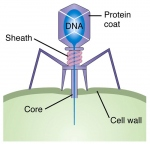 Protein
coat
DNA
Sheath
Core
Cell wall